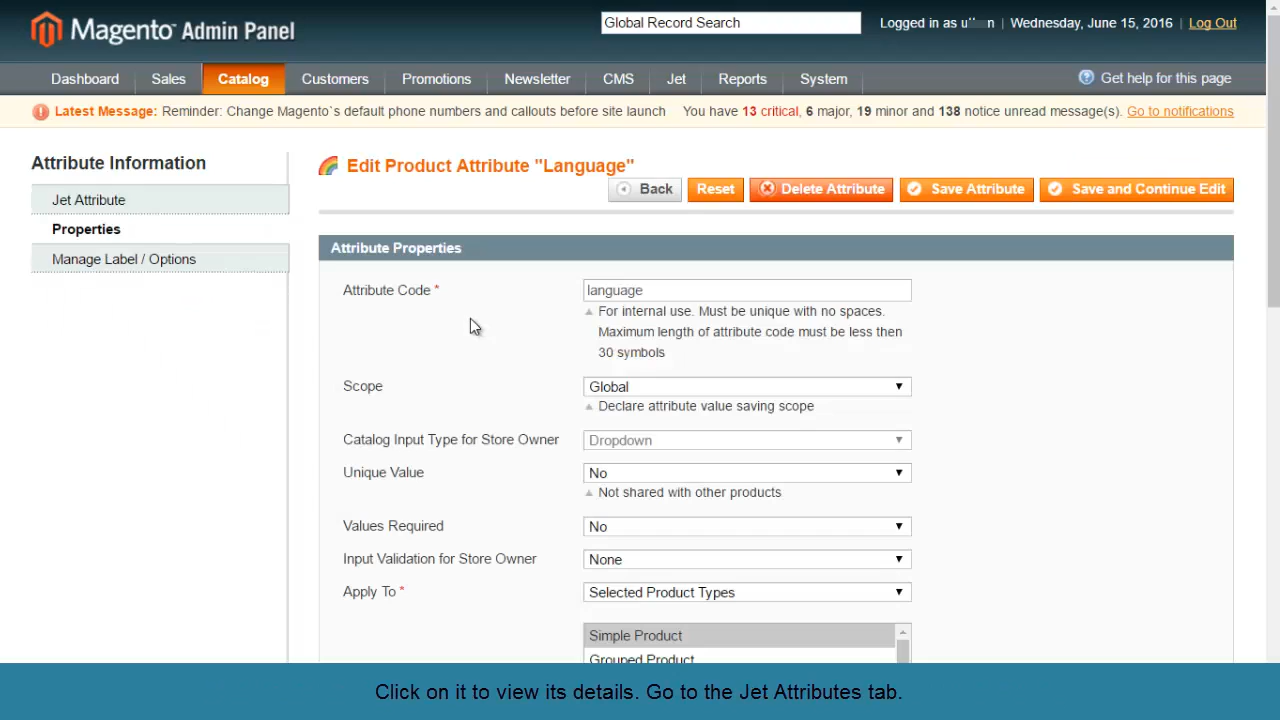 Magento Admin Panel
Global Record Search
Logged in as | Wednesday, June 15, 2016 | Log Out
Dashboard Sales Catalog Customers Promotions Newsletter CMS Jet Reports System Get help for this page
Latest Message: Reminder: Change Magento`s default phone numbers and callouts before site launch You have 13 critical, 6 major, 19 minor and 138 notice unread message(s). Go to notifications
Attribute Information
Jet Attribute
Properties
Manage Label / Options
Edit Product Attribute "Language"
Back Reset Delete Attribute Save Attribute Save and Continue Edit
Attribute Properties
Attribute Code * language
For internal use. Must be unique with no spaces.
Maximum length of attribute code must be less then
30 symbols
Scope Global
Declare attribute value saving scope
Catalog Input Type for Store Owner Dropdown
Unique Value No
Not shared with other products
Values Required No
Input Validation for Store Owner None
Apply To * Selected Product Types
Simple Product
Grouped Product
Click on it to view its details. Go to the Jet Attributes tab.